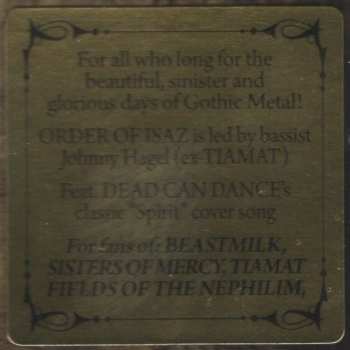 For all who long for the
beautiful, sinister and
glorious days of Gothic Metal!
ORDER OF ISAZ is led by bassist
Johnny Hagel (ex-TIAMAT)
Feat. DEAD CAN DANCE's
classic "Spirit" cover song
For fans of: BEASTMILK,
SISTERS OF MERCY, TIAMAT
FIELDS OF THE NEPHILIM,